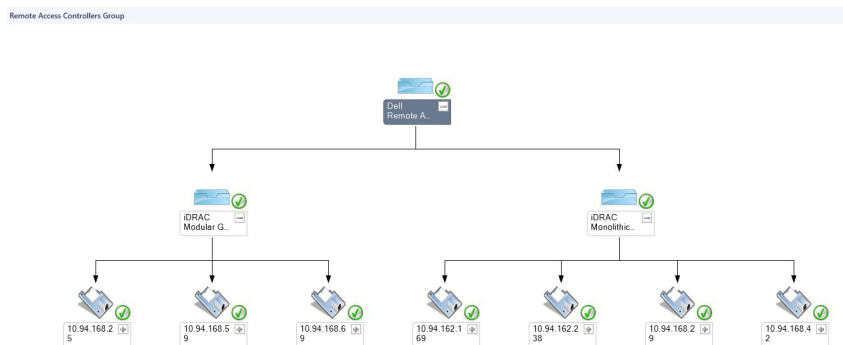 Remote Access Controllers Group
Dell
Remote A..
iDRAC
Modular G..
iDRAC
Monolithic..
10.94.168.2
5
10.94.168.5
9
10.94.168.6
9
10.94.162.1
69
10.94.162.2
38
10.94.168.2
9
10.94.168.4
2